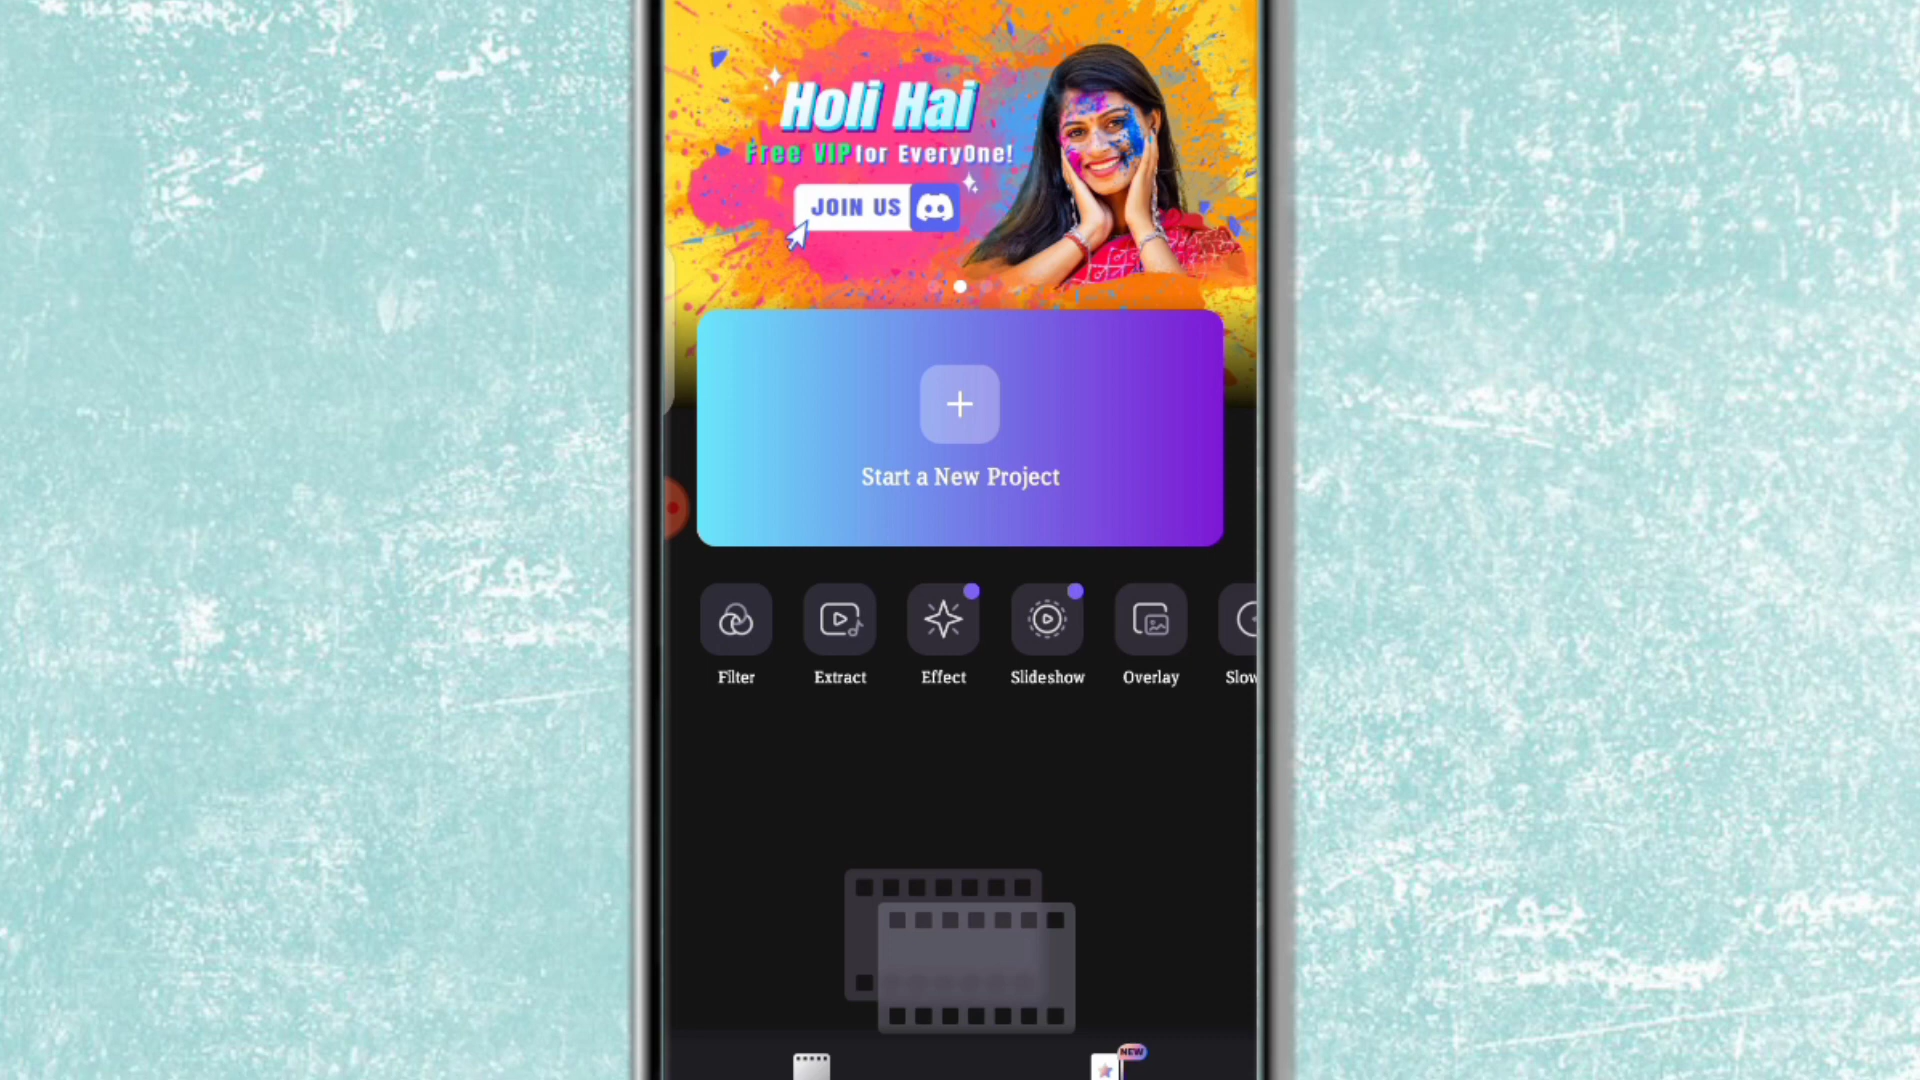 Holi Hai
Free VIP for EveryOne!
JOIN US
Start a New Project
Filter
Extract
Effect
Slideshow
Overlay
Slow
NEW